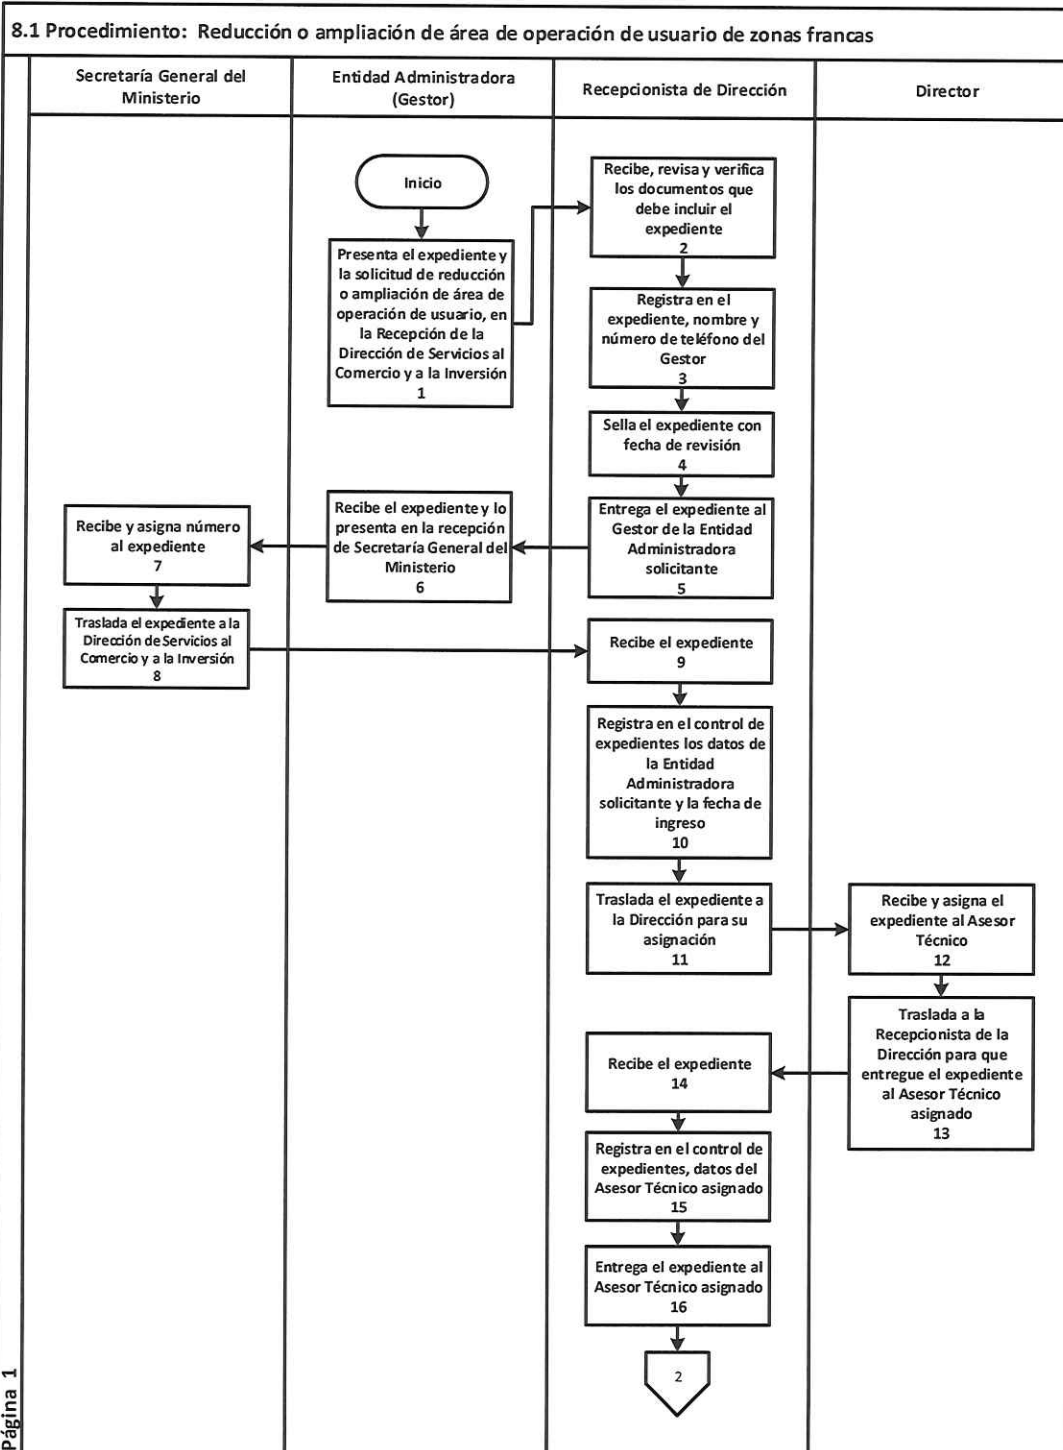 8.1 Procedimiento: Reducción o ampliación de área de operación de usuario de zonas francas
Secretaría General del
Ministerio
Entidad Administradora
(Gestor)
Recepcionista de Dirección
Director
Inicio
Presenta el expediente y
la solicitud de reducción
o ampliación de área de
operación de usuario, en
la Recepción de la
Dirección de Servicios al
Comercio y a la Inversión
1
Recibe, revisa y verifica
los documentos que
debe incluir el
expediente
2
Registra en el
expediente, nombre y
número de teléfono del
Gestor
3
Sella el expediente con
fecha de revisión
4
Entrega el expediente al
Gestor de la Entidad
Administradora
solicitante
5
Recibe el expediente y lo
presenta en la recepción
de Secretaría General del
Ministerio
6
Recibe y asigna número
al expediente
7
Traslada el expediente a la
Dirección de Servicios al
Comercio y a la Inversión
8
Recibe el expediente
9
Registra en el control de
expedientes los datos de
la Entidad
Administradora
solicitante y la fecha de
ingreso
10
Traslada el expediente a
la Dirección para su
asignación
11
Recibe y asigna el
expediente al Asesor
Técnico
12
Traslada a la
Recepcionista de la
Dirección para que
entregue el expediente
al Asesor Técnico
asignado
13
Recibe el expediente
14
Registra en el control de
expedientes, datos del
Asesor Técnico asignado
15
Entrega el expediente al
Asesor Técnico asignado
16
2
Página 1